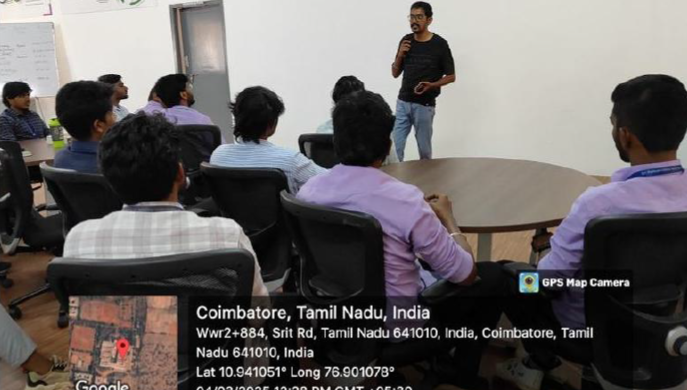 GPS Map Camera
Coimbatore, Tamil Nadu, India
Wwr2+884, Srit Rd, Tamil Nadu 641010, India, Coimbatore, Tamil
Nadu 641010, India
Lat 10.941051° Long 76.901078°
Google